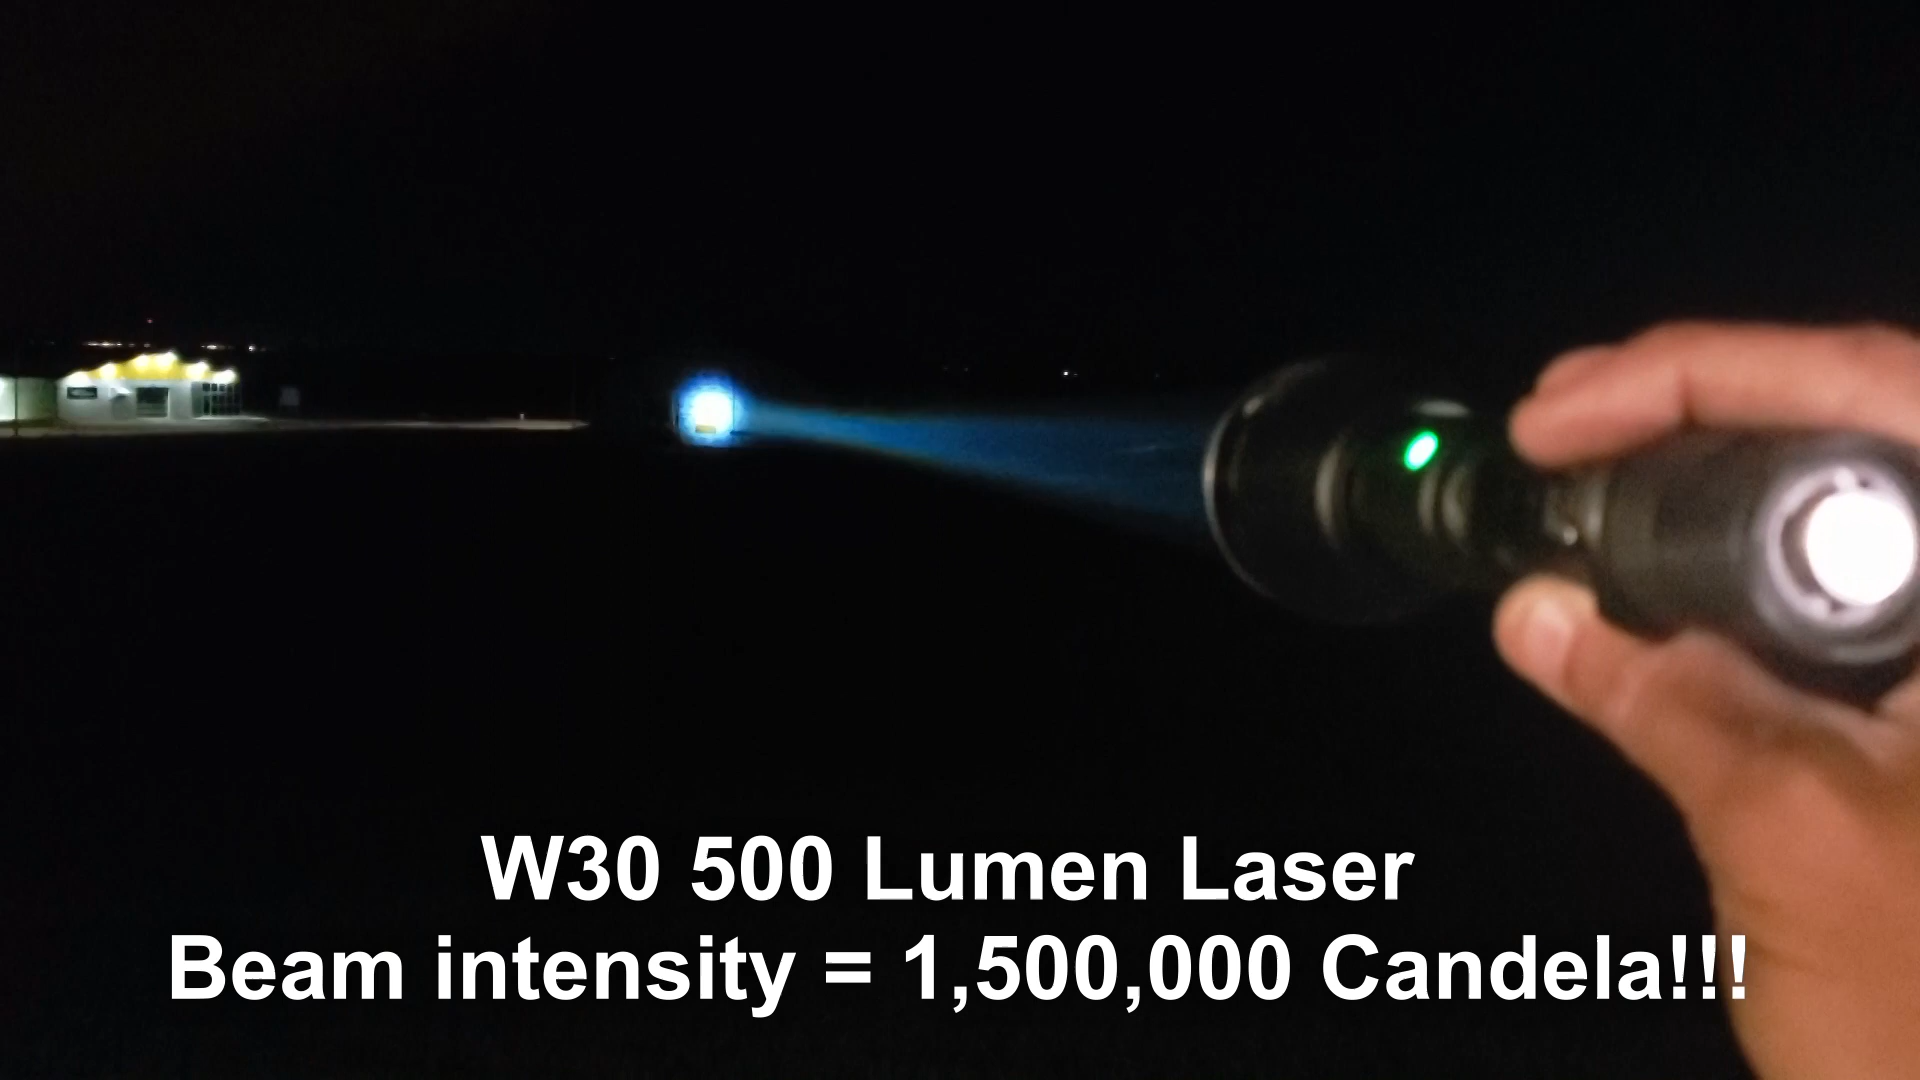 W30 500 Lumen Laser
Beam intensity = 1,500,000 Candela!!!